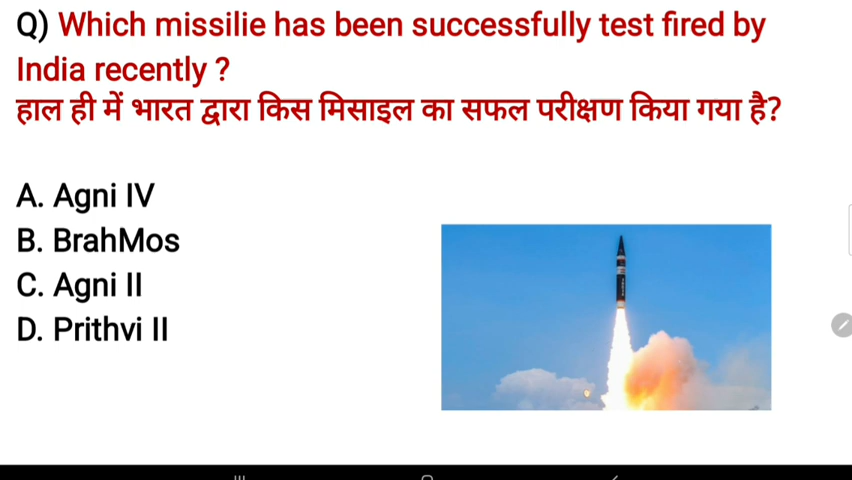 Q) Which missilie has been successfully test fired by
India recently ?
हाल ही में भारत द्वारा किस मिसाइल का सफल परीक्षण किया गया है?
A. Agni IV
B. BrahMos
C. Agni II
D. Prithvi II